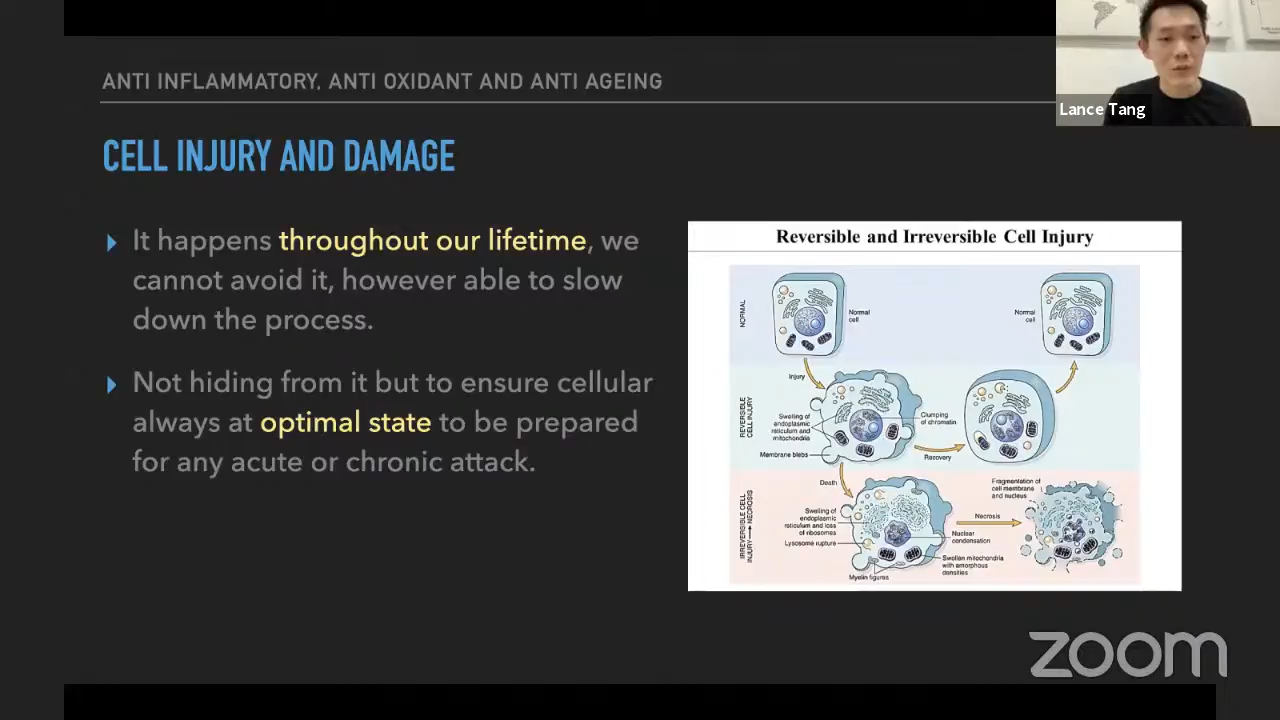 ANTI INFLAMMATORY, ANTI OXIDANT AND ANTI AGEING
Lance Tang
CELL INJURY AND DAMAGE
It happens throughout our lifetime, we
cannot avoid it, however able to slow
down the process.
Not hiding from it but to ensure cellular
always at optimal state to be prepared
for any acute or chronic attack.
Reversible and Irreversible Cell Injury
NORMAL
Normal
cell
Normal
cell
Injury
REVERSIBLE
CELL INJURY
Swelling of
endoplasmic
reticulum and
mitochondria
Membrane blebs
Clumping
of chromatin
Recovery
Death
IRREVERSIBLE CELL
INJURY → NECROSIS
Swelling of
endoplasmic
reticulum and loss
of ribosomes
Lysosome rupture
Myelin figures
Necrosis
Nuclear
condensation
Swollen mitochondria
with amorphous
densities
Fragmentation of
cell membrane
and nucleus
zoom